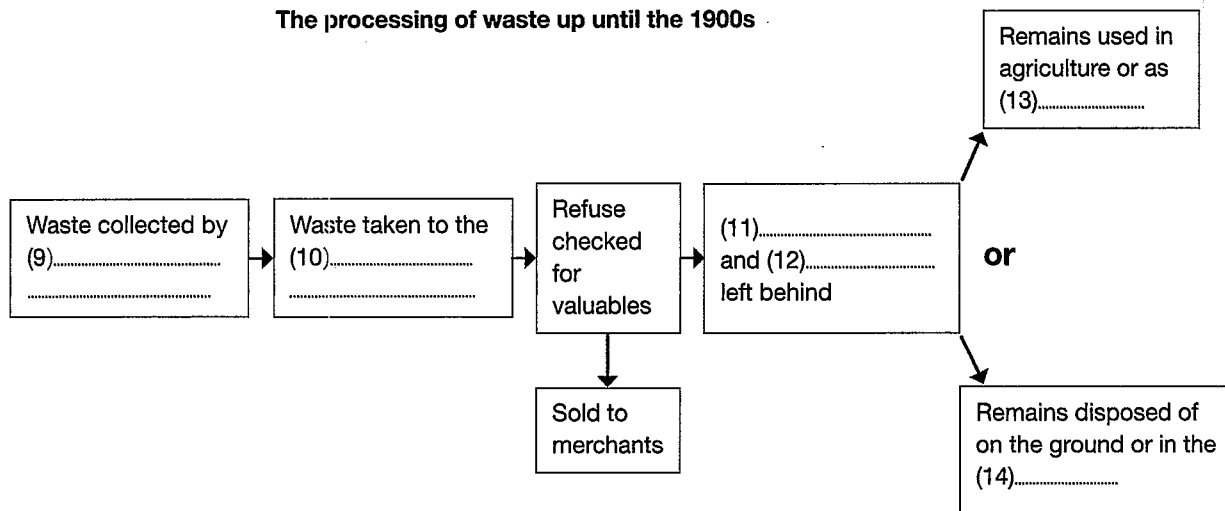 The processing of waste up until the 1900s
Waste collected by
(9)................................
................................
Waste taken to the
(10)................................
................................
Refuse
checked
for
valuables
Sold to
merchants
(11)................................
and (12)................................
left behind
or
Remains used in
agriculture or as
(13)................................
Remains disposed of
on the ground or in the
(14)................................